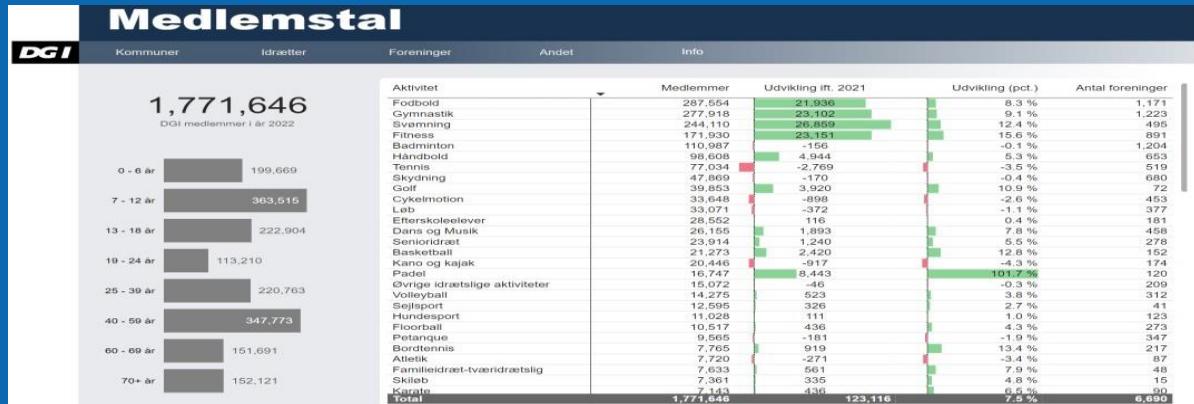 Medlemstal
DGI
Kommuner Idrætter Foreninger Andet Info
1,771,646
DGI medlemmer i år 2022
0 - 6 år 199,669
7 - 12 år 363,515
13 - 18 år 222,904
19 - 24 år 113,210
25 - 39 år 220,763
40 - 59 år 347,773
60 - 69 år 151,691
70+ år 152,121
Aktivitet Medlemmer Udvikling ift. 2021 Udvikling (pct.) Antal foreninger
Fodbold 287,554 21,936 8.3 % 1,171
Gymnastik 277,918 23,102 9.1 % 1,223
Svømning 244,110 26,859 12.4 % 495
Fitness 171,930 23,151 15.6 % 891
Badminton 110,987 -156 -0.1 % 1,204
Håndbold 98,608 4,944 5.3 % 653
Tennis 77,034 -2,769 -3.5 % 519
Skydning 47,869 -170 -0.4 % 680
Golf 39,853 3,920 10.9 % 72
Cykelmotion 33,648 -898 -2.6 % 453
Løb 33,071 -372 -1.1 % 377
Efterskoleelever 28,552 116 0.4 % 181
Dans og Musik 26,155 1,893 7.8 % 458
Senioridræt 23,914 1,240 5.5 % 278
Basketball 21,273 2,420 12.8 % 152
Kano og kajak 20,446 -917 -4.3 % 174
Padel 16,747 8,443 101.7 % 120
Øvrige idrætslige aktiviteter 15,072 -46 -0.3 % 209
Volleyball 14,275 523 3.8 % 312
Sejlsport 12,595 326 2.7 % 41
Hundesport 11,028 111 1.0 % 123
Floorball 10,517 436 4.3 % 273
Petanque 9,565 -181 -1.9 % 347
Bordtennis 7,765 919 13.4 % 217
Atletik 7,720 -271 -3.4 % 87
Familieidræt-tværidrætslig 7,633 561 7.9 % 48
Skiløb 7,361 335 4.8 % 15
Karate 7,143 436 6.5 % 90
Total 1,771,646 123,116 7.5 % 6,690